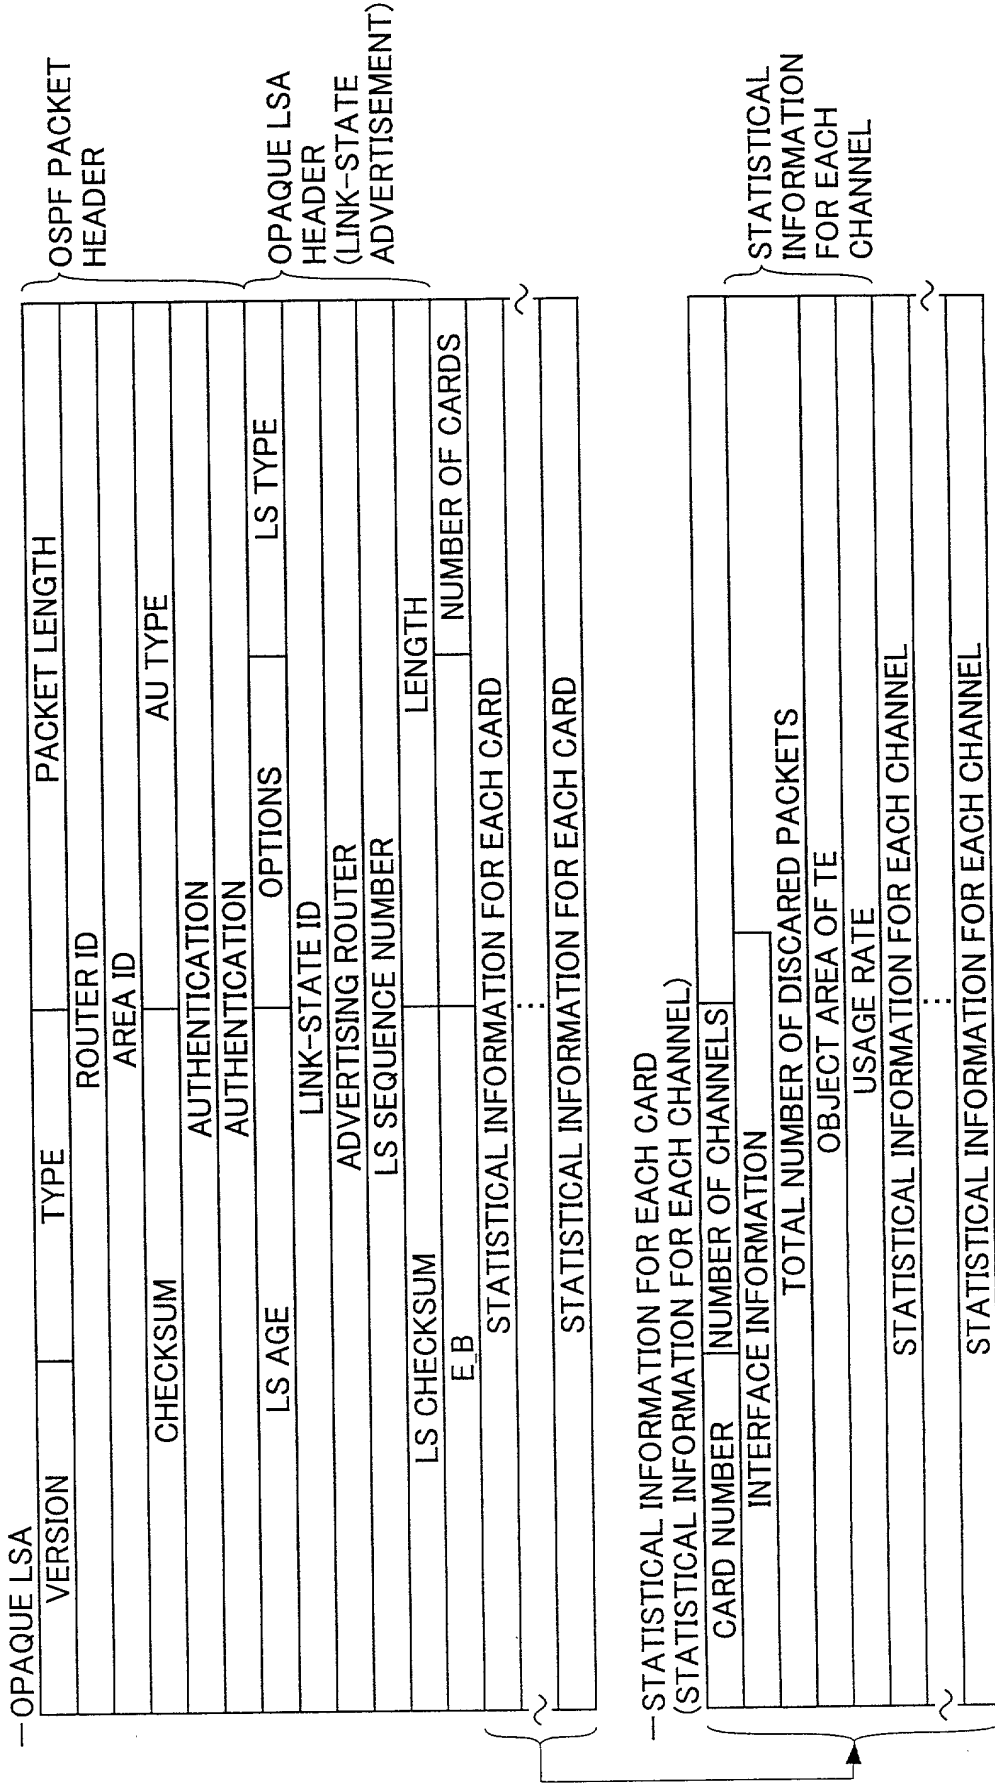 —OPAQUE LSA
VERSION TYPE PACKET LENGTH
ROUTER ID
AREA ID
CHECKSUM AU TYPE
AUTHENTICATION
AUTHENTICATION
OSPF PACKET
HEADER
LS AGE OPTIONS LS TYPE
LINK-STATE ID
ADVERTISING ROUTER
LS SEQUENCE NUMBER
LS CHECKSUM LENGTH
OPAQUE LSA
HEADER
(LINK-STATE
ADVERTISEMENT)
E_B NUMBER OF CARDS
STATISTICAL INFORMATION FOR EACH CARD
⋮
STATISTICAL INFORMATION FOR EACH CARD
—STATISTICAL INFORMATION FOR EACH CARD
(STATISTICAL INFORMATION FOR EACH CHANNEL)
CARD NUMBER NUMBER OF CHANNELS
INTERFACE INFORMATION
TOTAL NUMBER OF DISCARED PACKETS
OBJECT AREA OF TE
USAGE RATE
STATISTICAL
INFORMATION
FOR EACH
CHANNEL
STATISTICAL INFORMATION FOR EACH CHANNEL
⋮
STATISTICAL INFORMATION FOR EACH CHANNEL